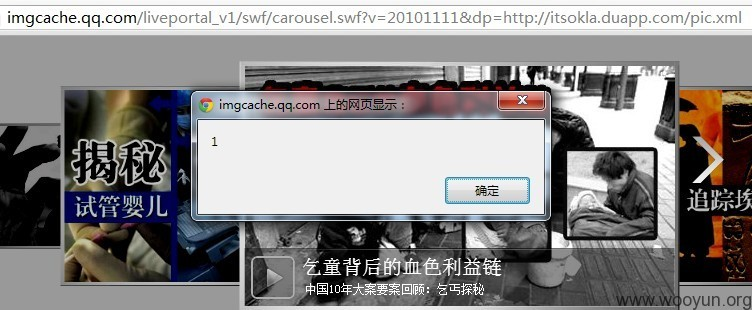 imgcache.qq.com/liveportal_v1/swf/carousel.swf?v=20101111&dp=http://itsokla.duapp.com/pic.xml
imgcache.qq.com 上的网页显示：
1
确定
揭秘
试管婴儿
追踪埃
乞童背后的血色利益链
中国10年大案要案回顾：乞丐探秘
www.wooyun.org